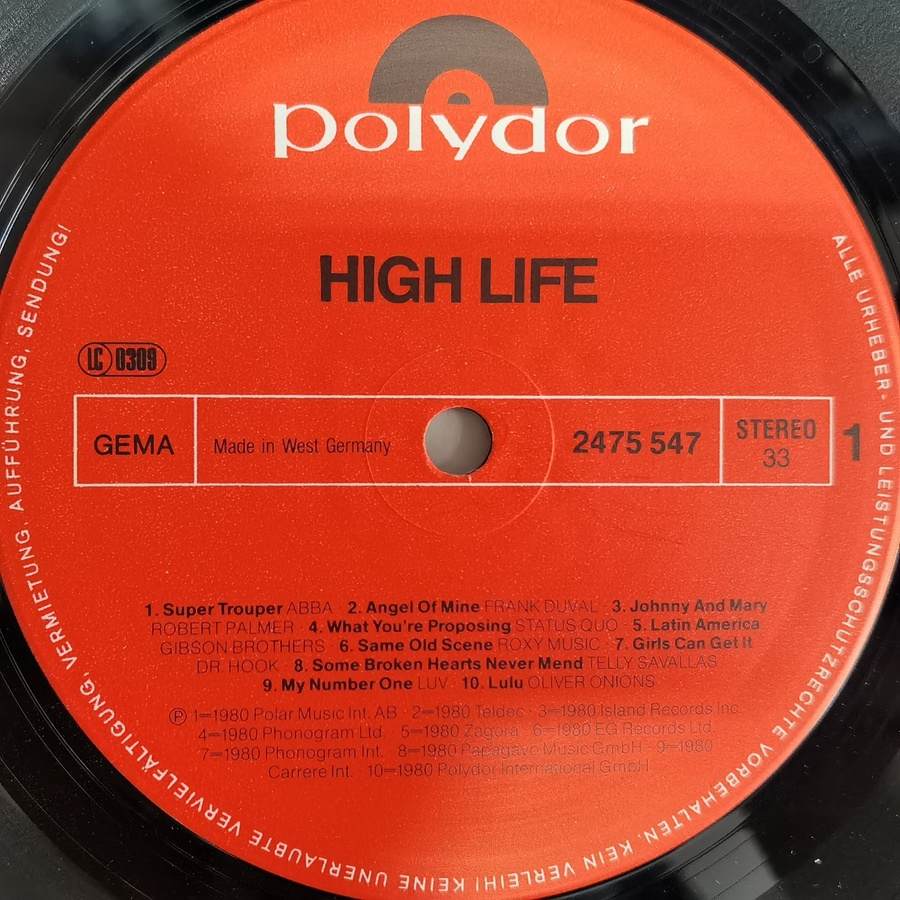 polydor
HIGH LIFE
LC 0309
GEMA
Made in West Germany
2475 547
STEREO
33
1
1. Super Trouper ABBA 2. Angel Of Mine FRANK DUVAL · 3. Johnny And Mary
ROBERT PALMER · 4. What You're Proposing STATUS QUO · 5. Latin America
GIBSON BROTHERS · 6. Same Old Scene ROXY MUSIC · 7. Girls Can Get It
DR. HOOK · 8. Some Broken Hearts Never Mend TELLY SAVALLAS
9. My Number One LUV · 10. Lulu OLIVER ONIONS
Ⓟ 1—1980 Polar Music Int. AB · 2—1980 Teldec · 3—1980 Island Records Inc.
4—1980 Phonogram Ltd. 5—1980 Zagora 6—1980 EG Records Ltd.
7—1980 Phonogram Int. 8—1980 Papagayo Music GmbH · 9—1980
Carrere Int. 10—1980 Polydor International GmbH
ALLE URHEBER- UND LEISTUNGSSCHUTZRECHTE VORBEHALTEN. KEIN VERLEIH! KEINE UNERLAUBTE VERVIELFÄLTIGUNG, VERMIETUNG, AUFFÜHRUNG, SENDUNG!